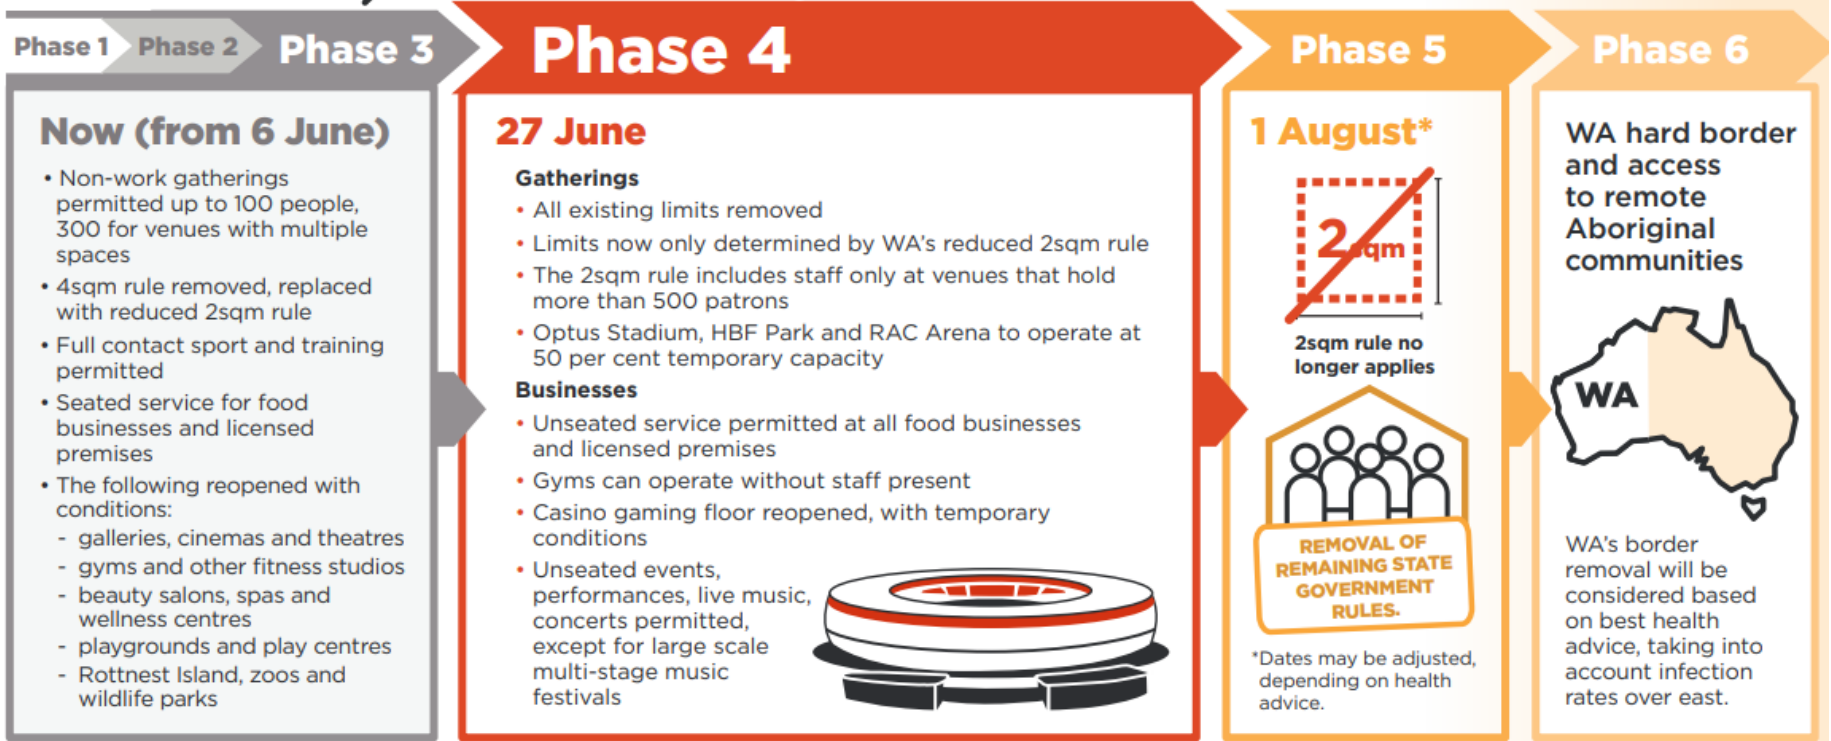 Phase 1
Phase 2
Phase 3
Now (from 6 June)
• Non-work gatherings
permitted up to 100 people,
300 for venues with multiple
spaces
• 4sqm rule removed, replaced
with reduced 2sqm rule
• Full contact sport and training
permitted
• Seated service for food
businesses and licensed
premises
• The following reopened with
conditions:
- galleries, cinemas and theatres
- gyms and other fitness studios
- beauty salons, spas and
wellness centres
- playgrounds and play centres
- Rottnest Island, zoos and
wildlife parks
Phase 4
27 June
Gatherings
• All existing limits removed
• Limits now only determined by WA's reduced 2sqm rule
• The 2sqm rule includes staff only at venues that hold
more than 500 patrons
• Optus Stadium, HBF Park and RAC Arena to operate at
50 per cent temporary capacity
Businesses
• Unseated service permitted at all food businesses
and licensed premises
• Gyms can operate without staff present
• Casino gaming floor reopened, with temporary
conditions
• Unseated events,
performances, live music,
concerts permitted,
except for large scale
multi-stage music
festivals
Phase 5
1 August*
2sqm
2sqm rule no
longer applies
REMOVAL OF
REMAINING STATE
GOVERNMENT
RULES.
*Dates may be adjusted,
depending on health
advice.
Phase 6
WA hard border
and access
to remote
Aboriginal
communities
WA
WA's border
removal will be
considered based
on best health
advice, taking into
account infection
rates over east.